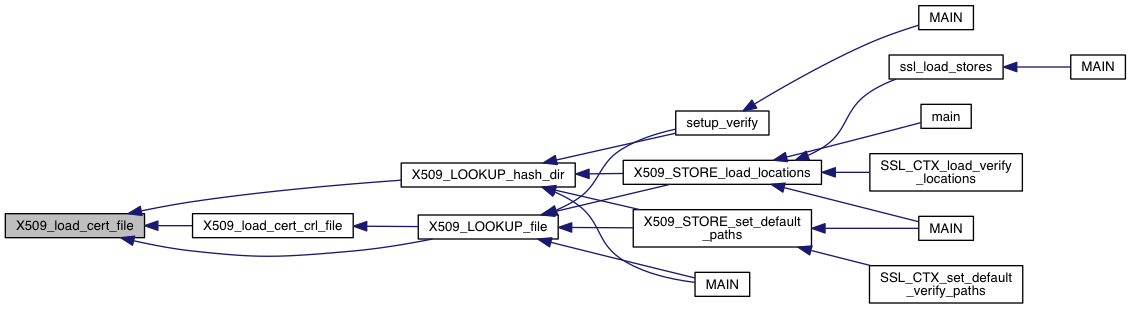 MAIN
ssl_load_stores
MAIN
setup_verify
main
X509_LOOKUP_hash_dir
X509_STORE_load_locations
SSL_CTX_load_verify
_locations
X509_load_cert_file
X509_load_cert_crl_file
X509_LOOKUP_file
X509_STORE_set_default
_paths
MAIN
MAIN
SSL_CTX_set_default
_verify_paths